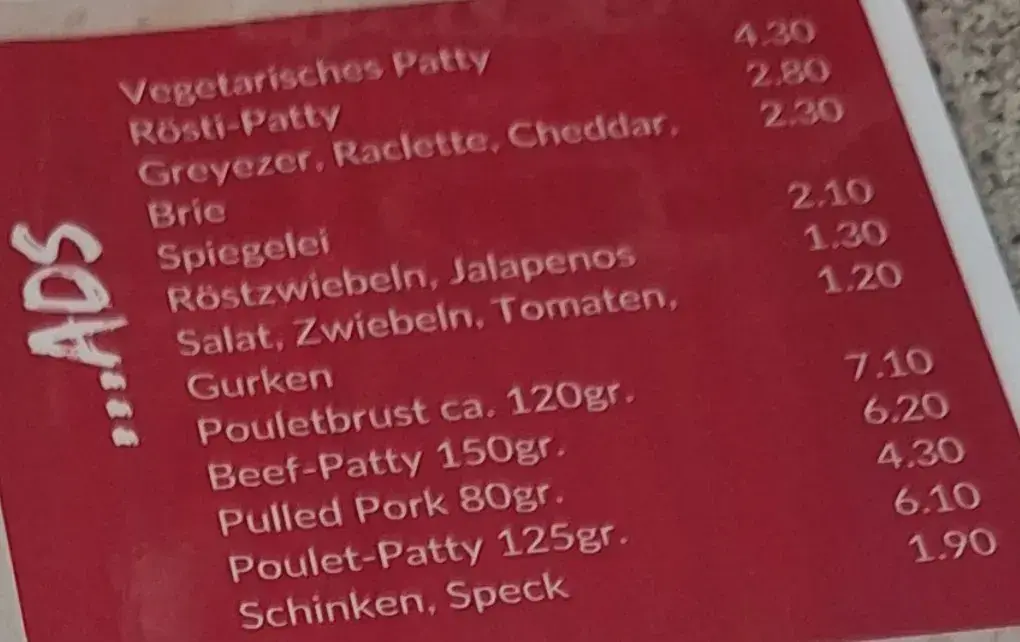 ....ADS
Vegetarisches Patty 4.30
Rösti-Patty 2.80
Greyezer, Raclette, Cheddar, 2.30
Brie
Spiegelei 2.10
Röstzwiebeln, Jalapenos 1.30
Salat, Zwiebeln, Tomaten, 1.20
Gurken
Pouletbrust ca. 120gr. 7.10
Beef-Patty 150gr. 6.20
Pulled Pork 80gr. 4.30
Poulet-Patty 125gr. 6.10
Schinken, Speck 1.90